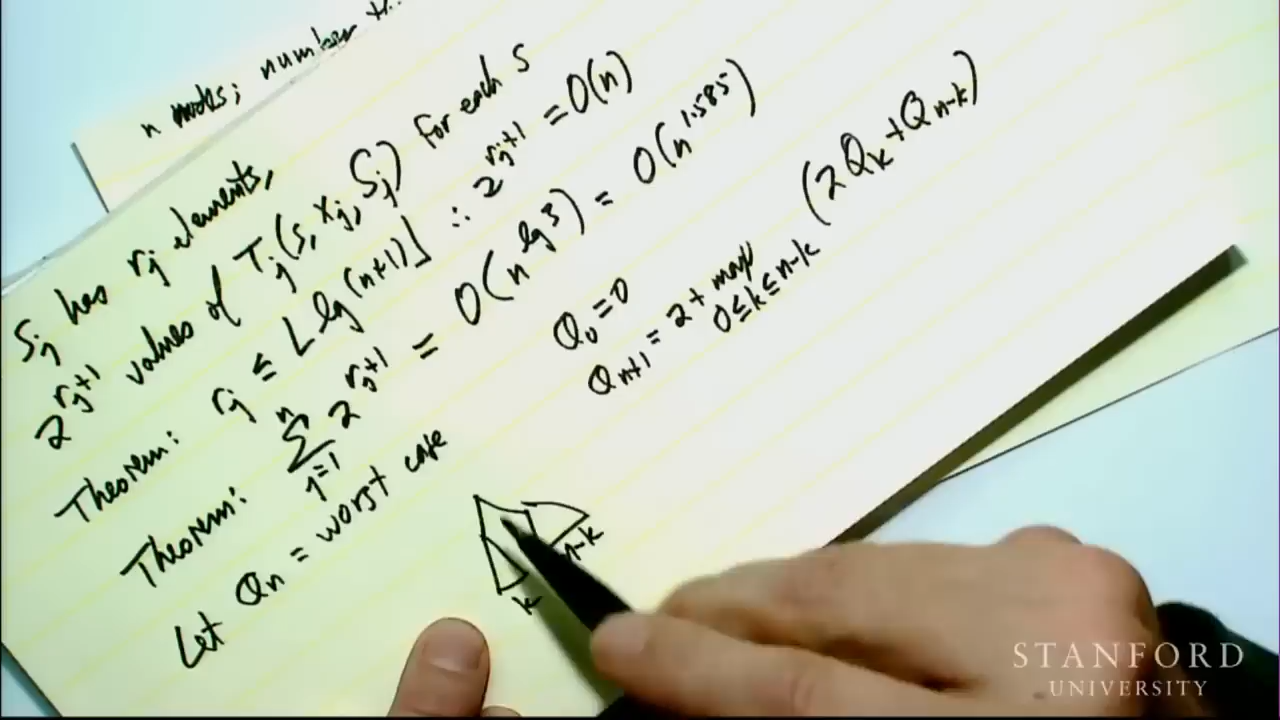 n nodes; number
S_j has r_j elements,
2^{r_j+1} values of T_j(s, x_j, S_j) for each s
Theorem: r_j ≤ ⌊lg(n+1)⌋ ∴ 2^{r_j+1} = O(n)
Theorem: ∑_{j=1}^{n} 2^{r_j+1} = O(n^{lg 3}) = O(n^{1.585})
Let Q_n = worst case
Q_0 = 0
Q_{n+1} = 2 + max_{0≤k≤n-k} (2Q_k + Q_{n-k})
k
n-k
STANFORD
UNIVERSITY